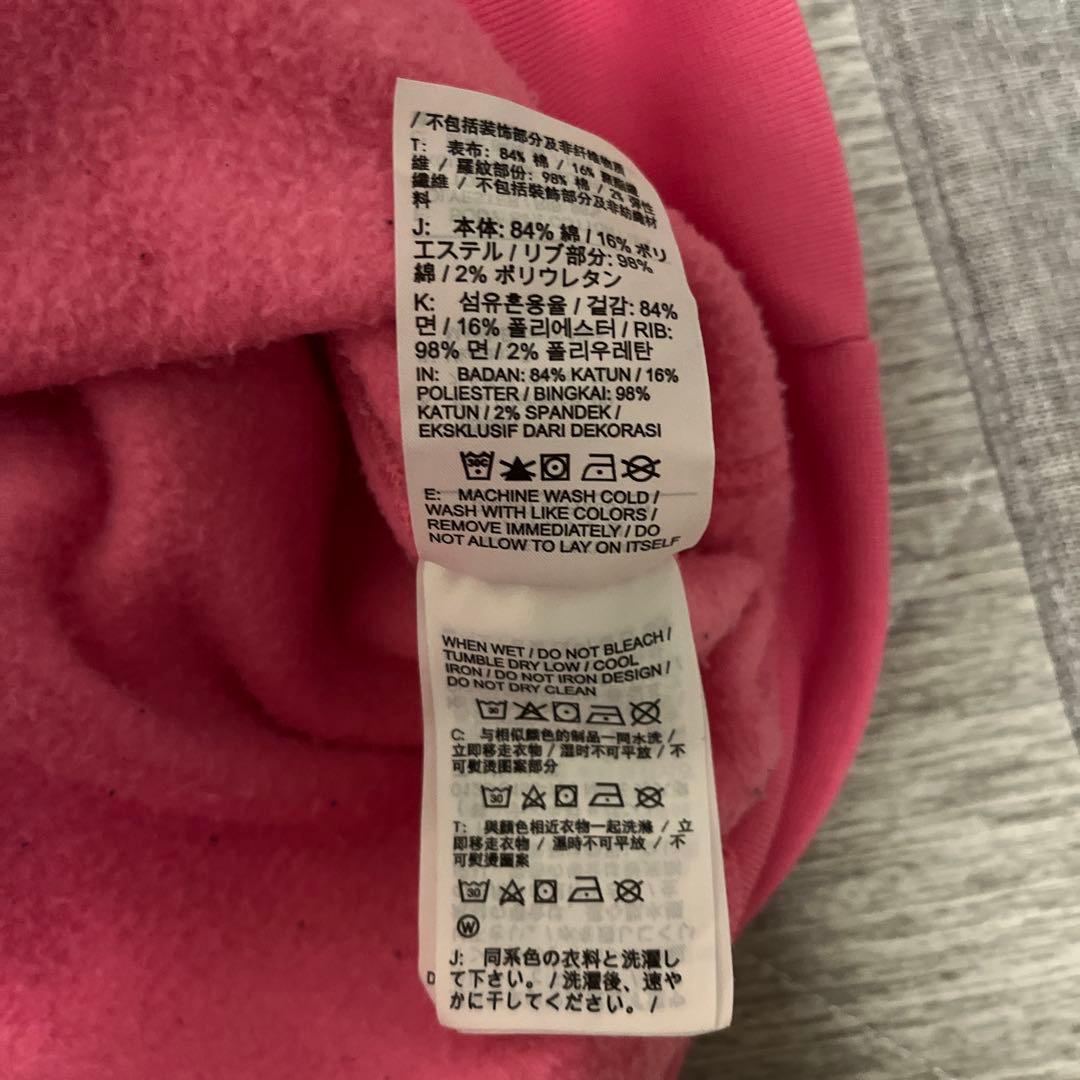 / 不包括装饰部分及非纤维物质
T: 表布: 84% 棉 / 16% 聚酯纖
維 / 羅紋部份: 98% 棉 / 2% 弹性
纖維 / 不包括裝飾部分及非紡織材
料
J: 本体: 84% 綿 / 16% ポリ
エステル / リブ部分: 98%
綿 / 2% ポリウレタン
K: 섬유혼용율 / 겉감: 84%
면 / 16% 폴리에스터 / RIB:
98% 면 / 2% 폴리우레탄
IN: BADAN: 84% KATUN / 16%
POLIESTER / BINGKAI: 98%
KATUN / 2% SPANDEK /
EKSKLUSIF DARI DEKORASI
30C
E: MACHINE WASH COLD /
WASH WITH LIKE COLORS /
REMOVE IMMEDIATELY / DO
NOT ALLOW TO LAY ON ITSELF
WHEN WET / DO NOT BLEACH /
TUMBLE DRY LOW / COOL
IRON / DO NOT IRON DESIGN /
DO NOT DRY CLEAN
30
C: 与相似颜色的制品一同水洗 /
立即移走衣物 / 湿时不可平放 / 不
可熨烫图案部分
30
T: 與顏色相近衣物一起洗滌 / 立
即移走衣物 / 濕時不可平放 / 不
可熨燙圖案
30
W
J: 同系色の衣料と洗濯し
て下さい。 / 洗濯後、速や
かに干してください。 /
D